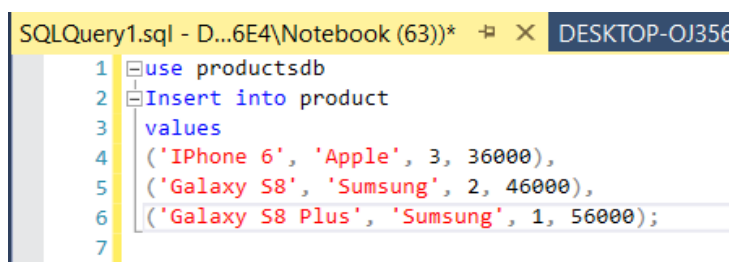 SQLQuery1.sql - D...6E4\Notebook (63))* DESKTOP-OJ356
1 use productsdb
2 Insert into product
3 values
4 ('IPhone 6', 'Apple', 3, 36000),
5 ('Galaxy S8', 'Sumsung', 2, 46000),
6 ('Galaxy S8 Plus', 'Sumsung', 1, 56000);
7